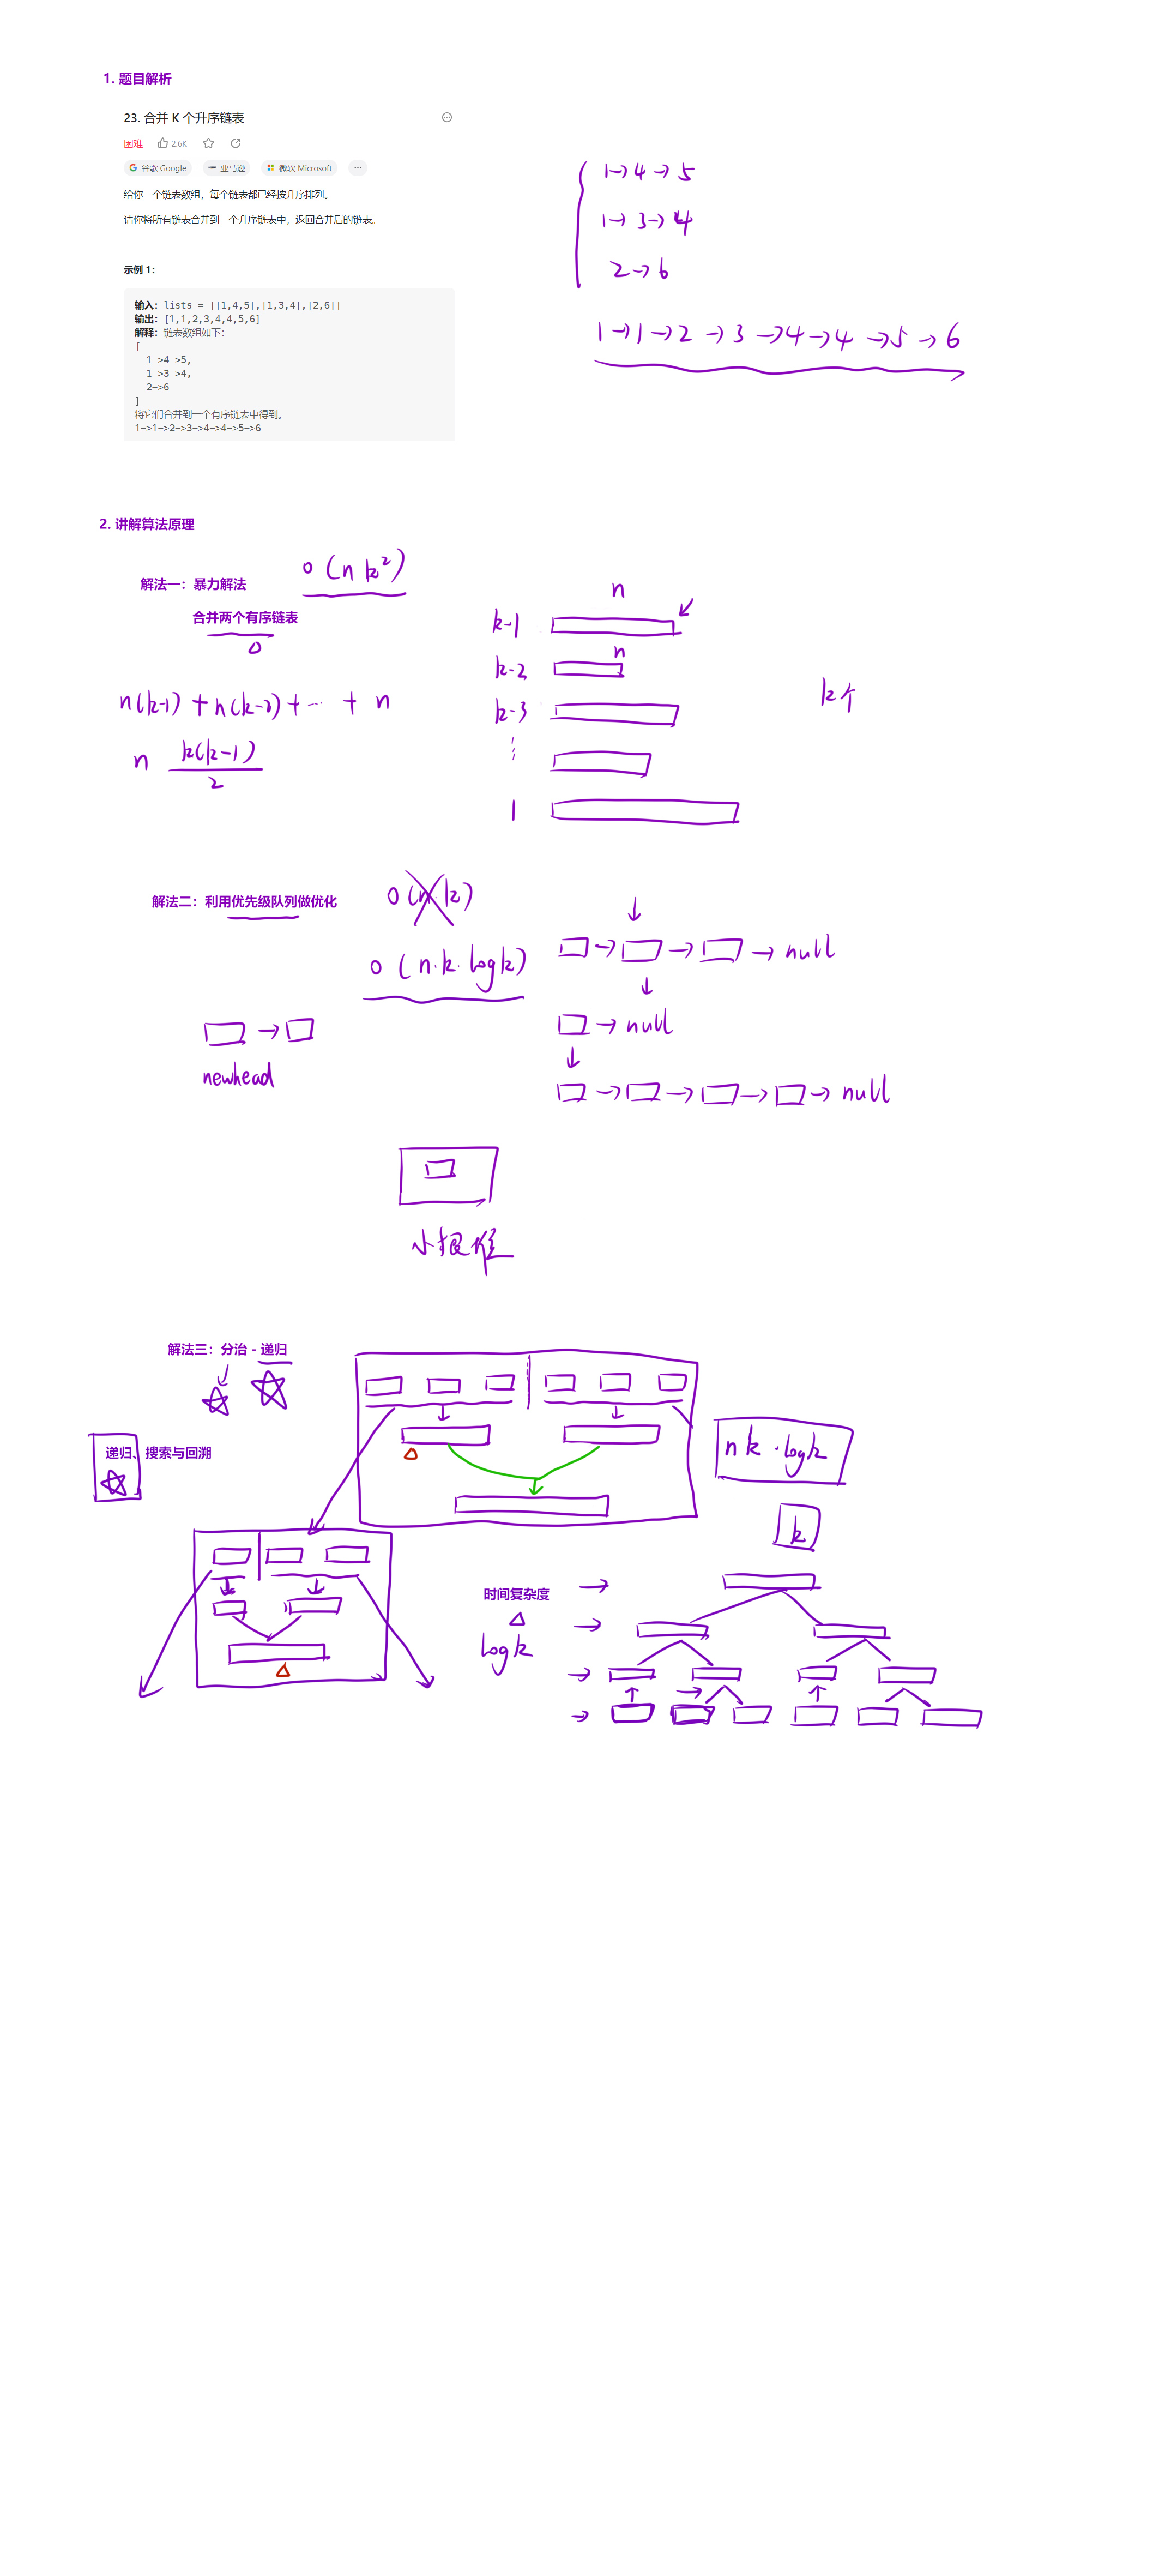 1. 题目解析
23. 合并 K 个升序链表
困难 2.6K
谷歌 Google 亚马逊 微软 Microsoft ...
给你一个链表数组，每个链表都已经按升序排列。
请你将所有链表合并到一个升序链表中，返回合并后的链表。
示例 1：
输入：lists = [[1,4,5],[1,3,4],[2,6]]
输出：[1,1,2,3,4,4,5,6]
解释：链表数组如下：
[
1->4->5,
1->3->4,
2->6
]
将它们合并到一个有序链表中得到。
1->1->2->3->4->4->5->6
1→4→5
1→3→4
2→6
1→1→2→3→4→4→5→6
2. 讲解算法原理
解法一：暴力解法
O(nk²)
合并两个有序链表
n(k-1)+n(k-2)+…+n
n k(k-1)/2
n
k-1
n
k-2
k-3
⋮
1
k个
解法二：利用优先级队列做优化
O(n·k)
O(n·k·logk)
→ → → null
→ null
→ → → → null
→
newhead
小根堆
解法三：分治 - 递归
递归、搜索与回溯
nk·logk
k
时间复杂度
logk